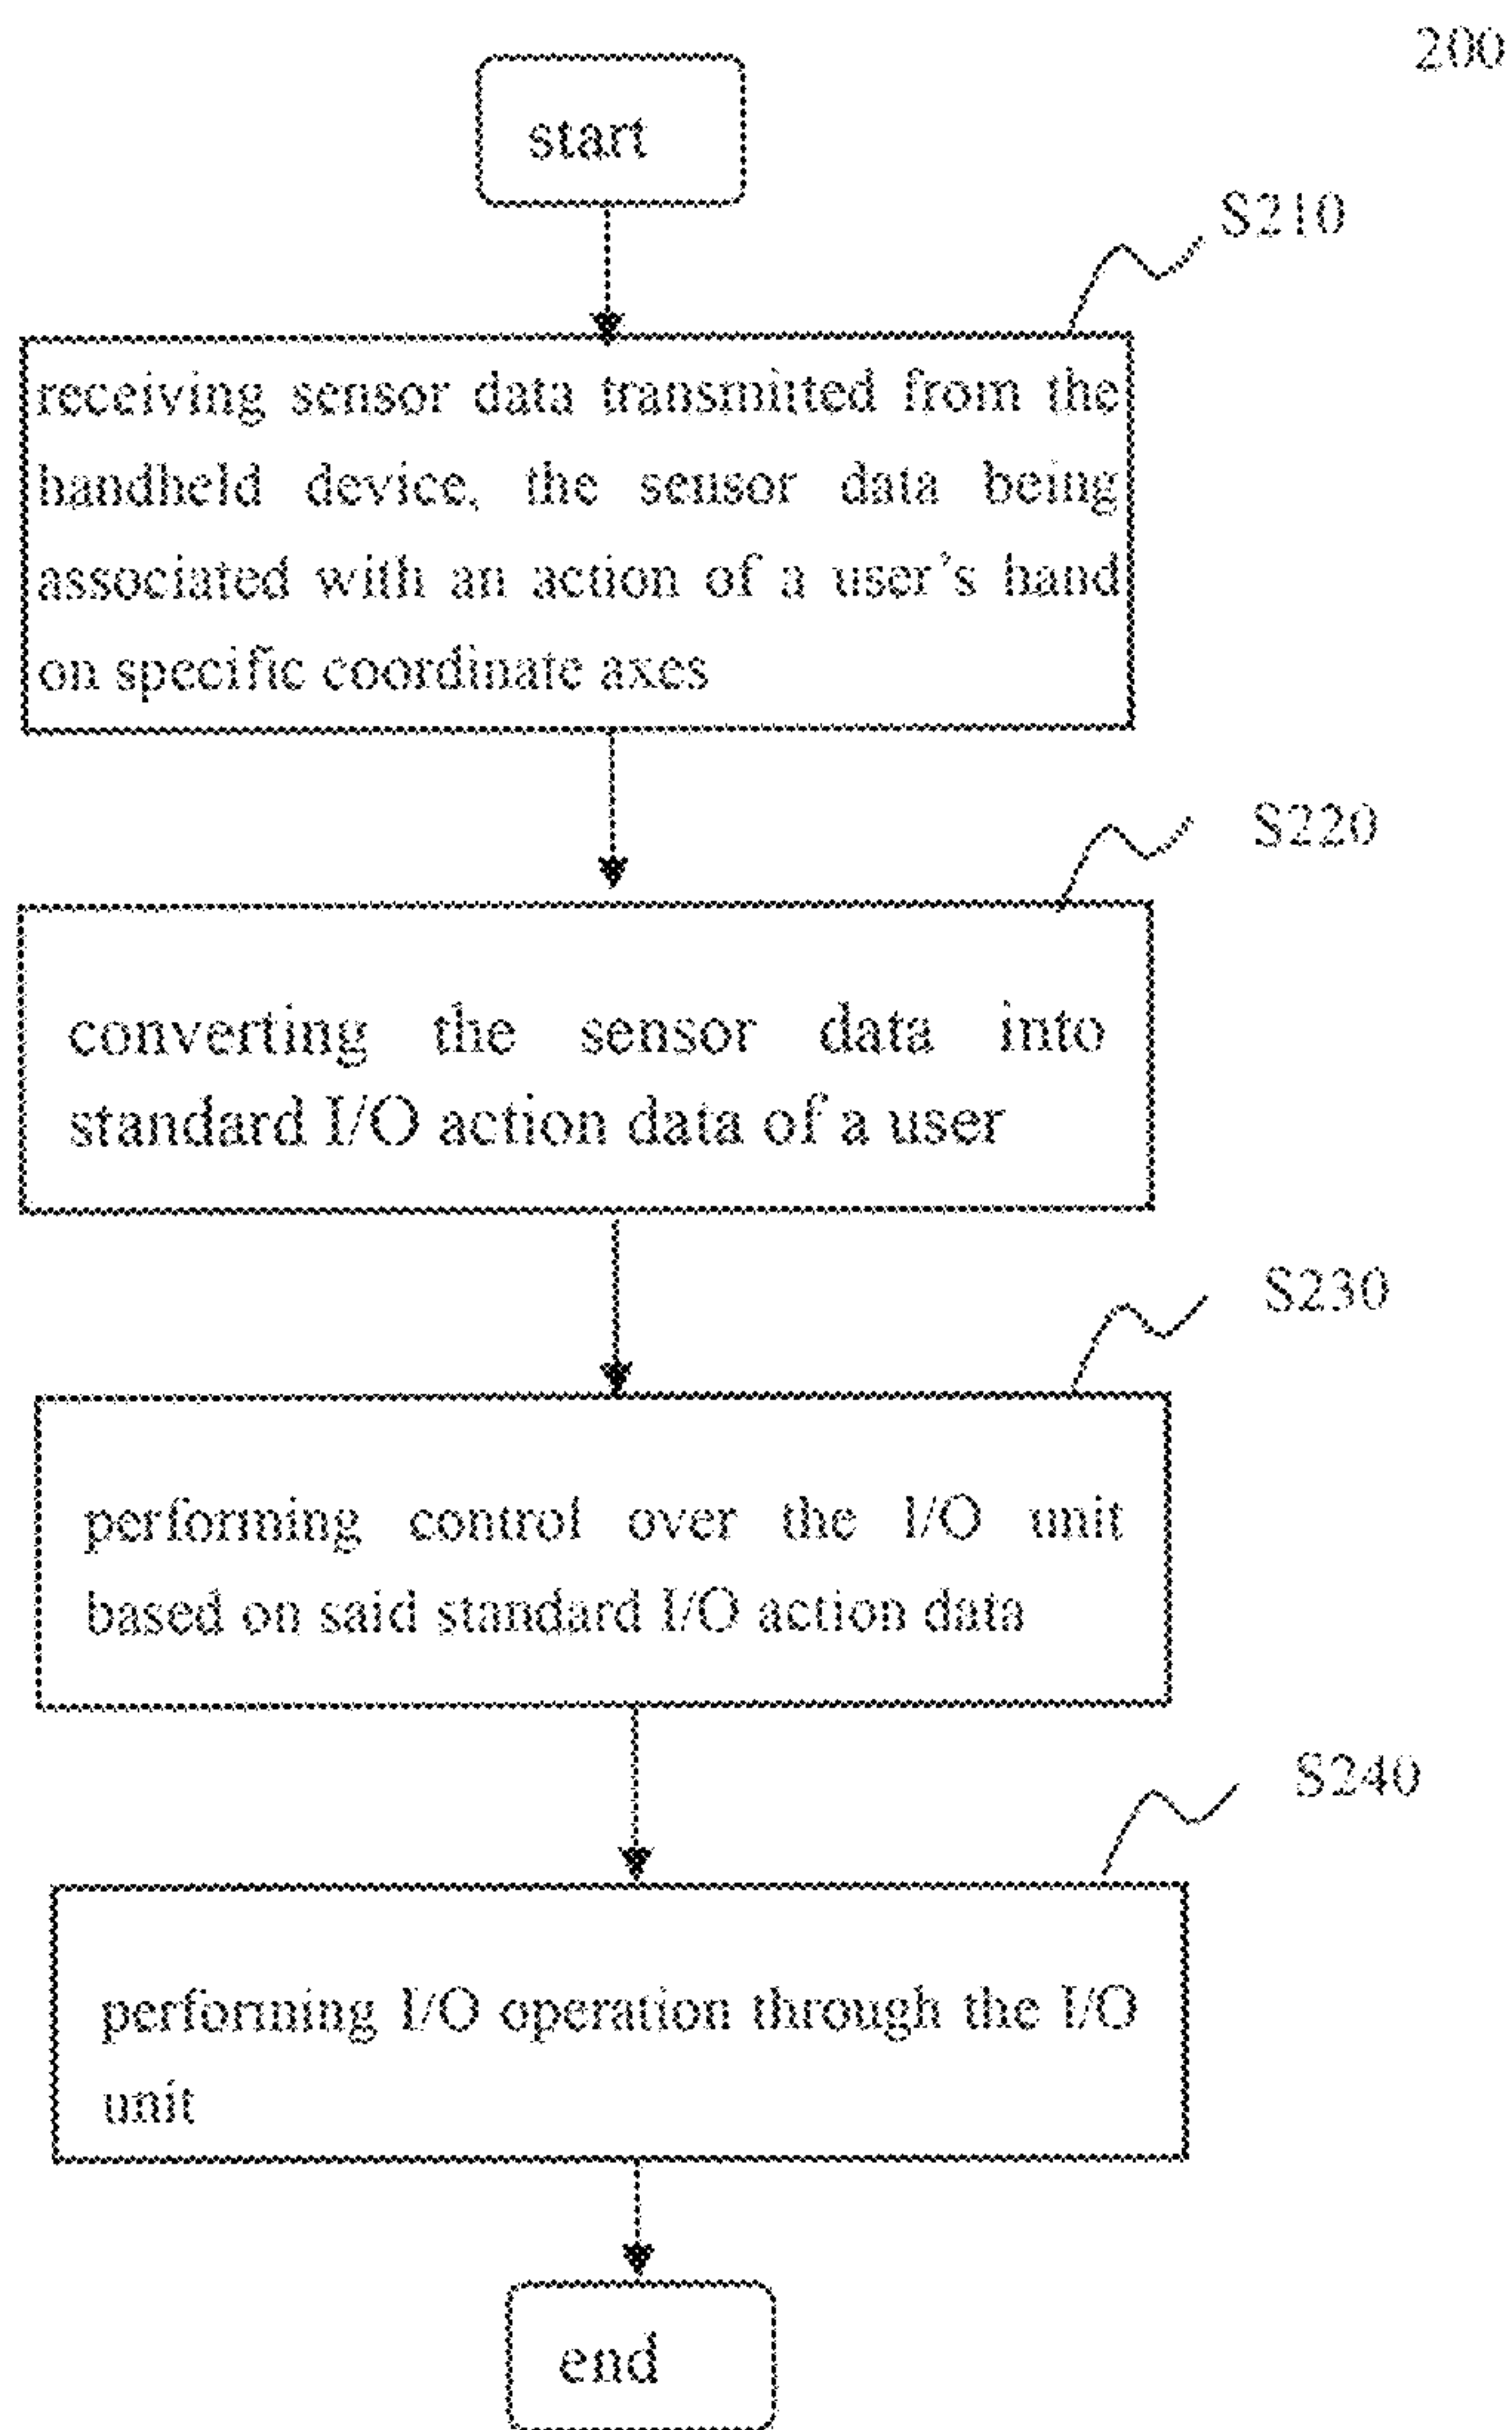 200
start
S210
receiving sensor data transmitted from the
handheld device, the sensor data being
associated with an action of a user's hand
on specific coordinate axes
S220
converting the sensor data into
standard I/O action data of a user
S230
performing control over the I/O unit
based on said standard I/O action data
S240
performing I/O operation through the I/O
unit
end